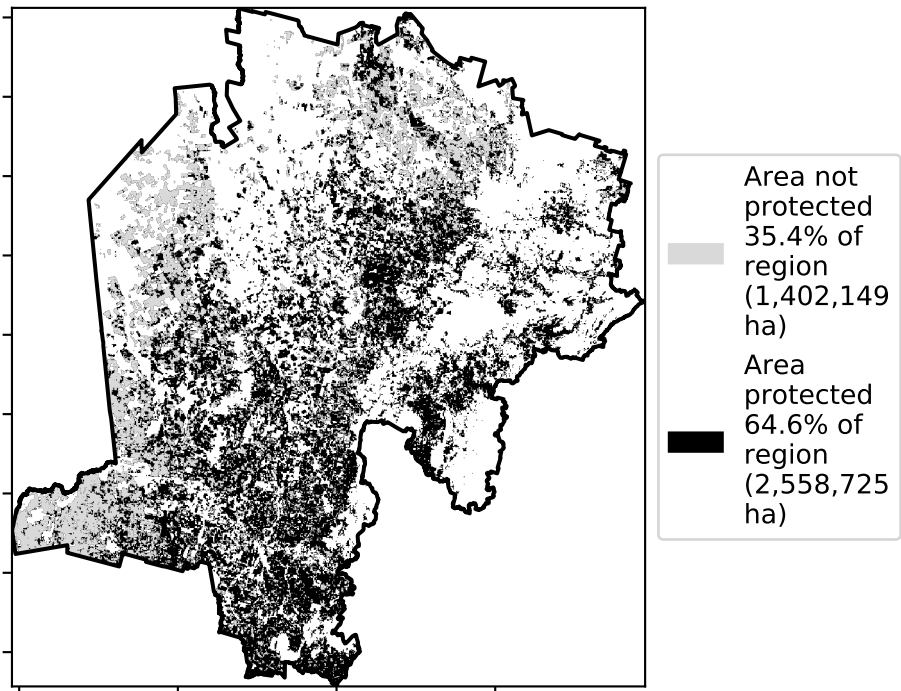 Area not
protected
35.4% of
region
(1,402,149
ha)
Area
protected
64.6% of
region
(2,558,725
ha)